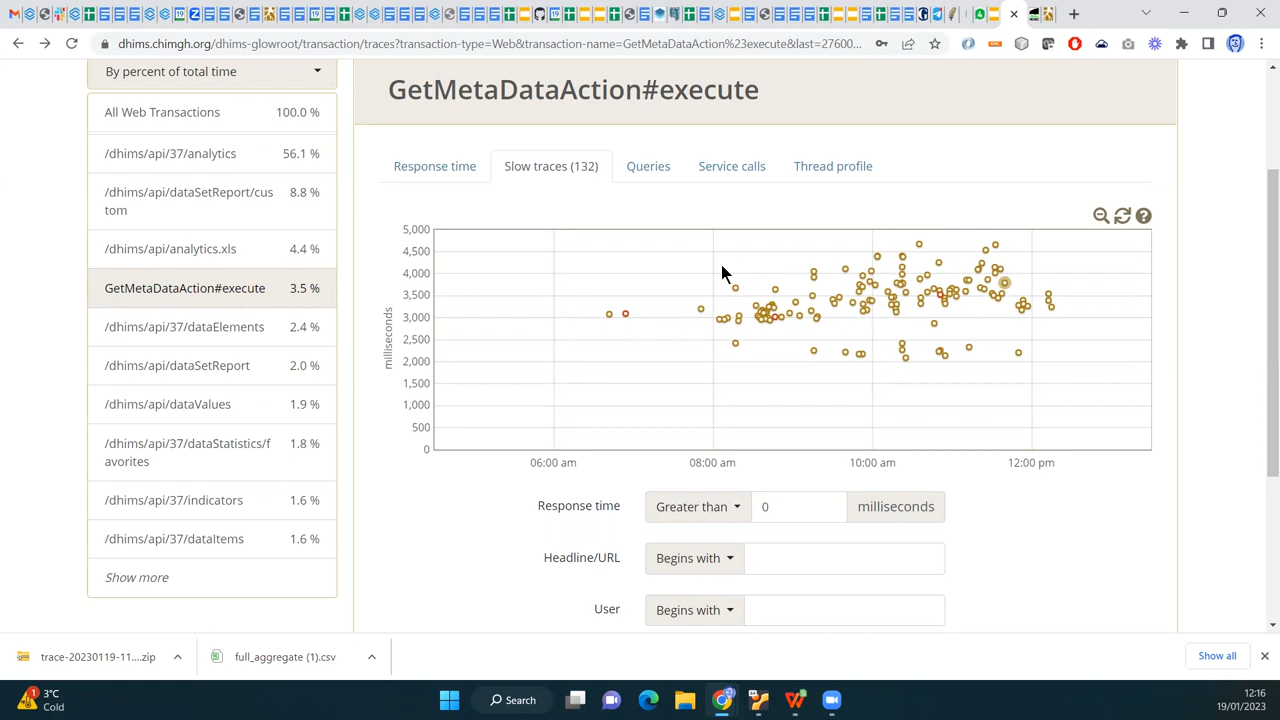 dhims.chimgh.org/dhims-glowroot/transaction/traces?transaction-type=Web&transaction-name=GetMetaDataAction%23execute&last=27600...
By percent of total time
All Web Transactions 100.0 %
/dhims/api/37/analytics 56.1 %
/dhims/api/dataSetReport/cus 8.8 %
tom
/dhims/api/analytics.xls 4.4 %
GetMetaDataAction#execute 3.5 %
/dhims/api/37/dataElements 2.4 %
/dhims/api/dataSetReport 2.0 %
/dhims/api/dataValues 1.9 %
/dhims/api/37/dataStatistics/f 1.8 %
avorites
/dhims/api/37/indicators 1.6 %
/dhims/api/37/dataItems 1.6 %
Show more
GetMetaDataAction#execute
Response time Slow traces (132) Queries Service calls Thread profile
milliseconds
5,000
4,500
4,000
3,500
3,000
2,500
2,000
1,500
1,000
500
0
06:00 am 08:00 am 10:00 am 12:00 pm
Response time Greater than 0 milliseconds
Headline/URL Begins with
User Begins with
trace-20230119-11....zip full_aggregate (1).csv Show all
1 3°C
Cold
Search
12:16
19/01/2023